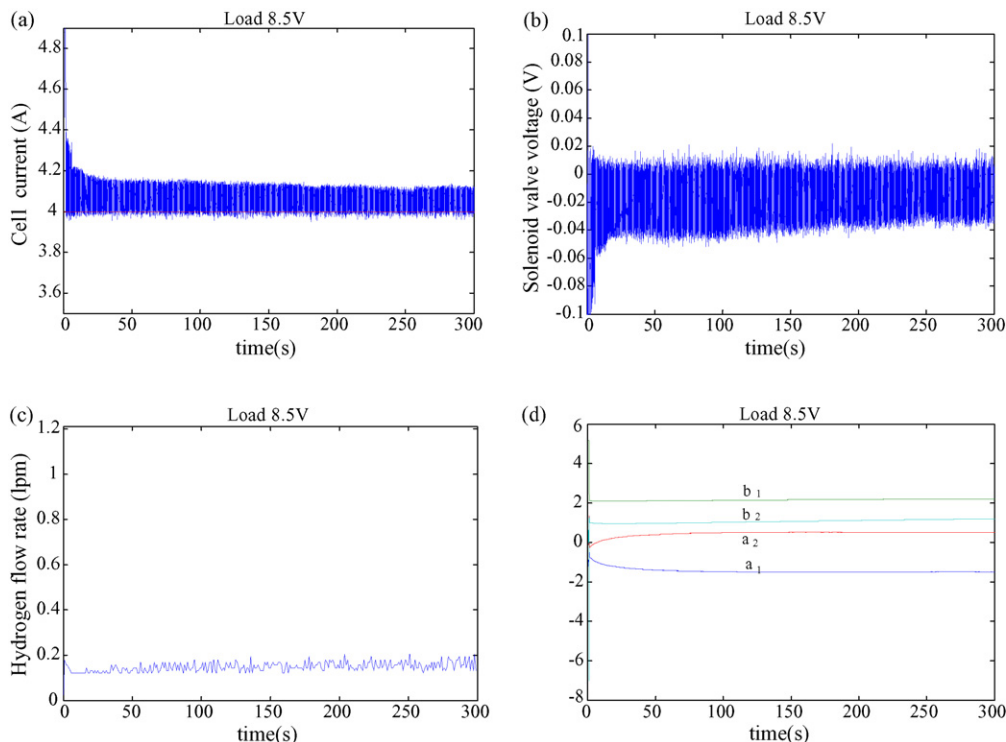 (a)
Load 8.5V
Cell current (A)
4.8
4.6
4.4
4.2
4
3.8
3.6
0 50 100 150 200 250 300
time(s)
(b)
Load 8.5V
Solenoid valve voltage (V)
0.1
0.08
0.06
0.04
0.02
0
-0.02
-0.04
-0.06
-0.08
-0.1
0 50 100 150 200 250 300
time(s)
(c)
Load 8.5V
Hydrogen flow rate (lpm)
1.2
1
0.8
0.6
0.4
0.2
0
0 50 100 150 200 250 300
time(s)
(d)
Load 8.5V
6
4
2
0
-2
-4
-6
-8
b 1
b 2
a 2
a 1
0 50 100 150 200 250 300
time(s)